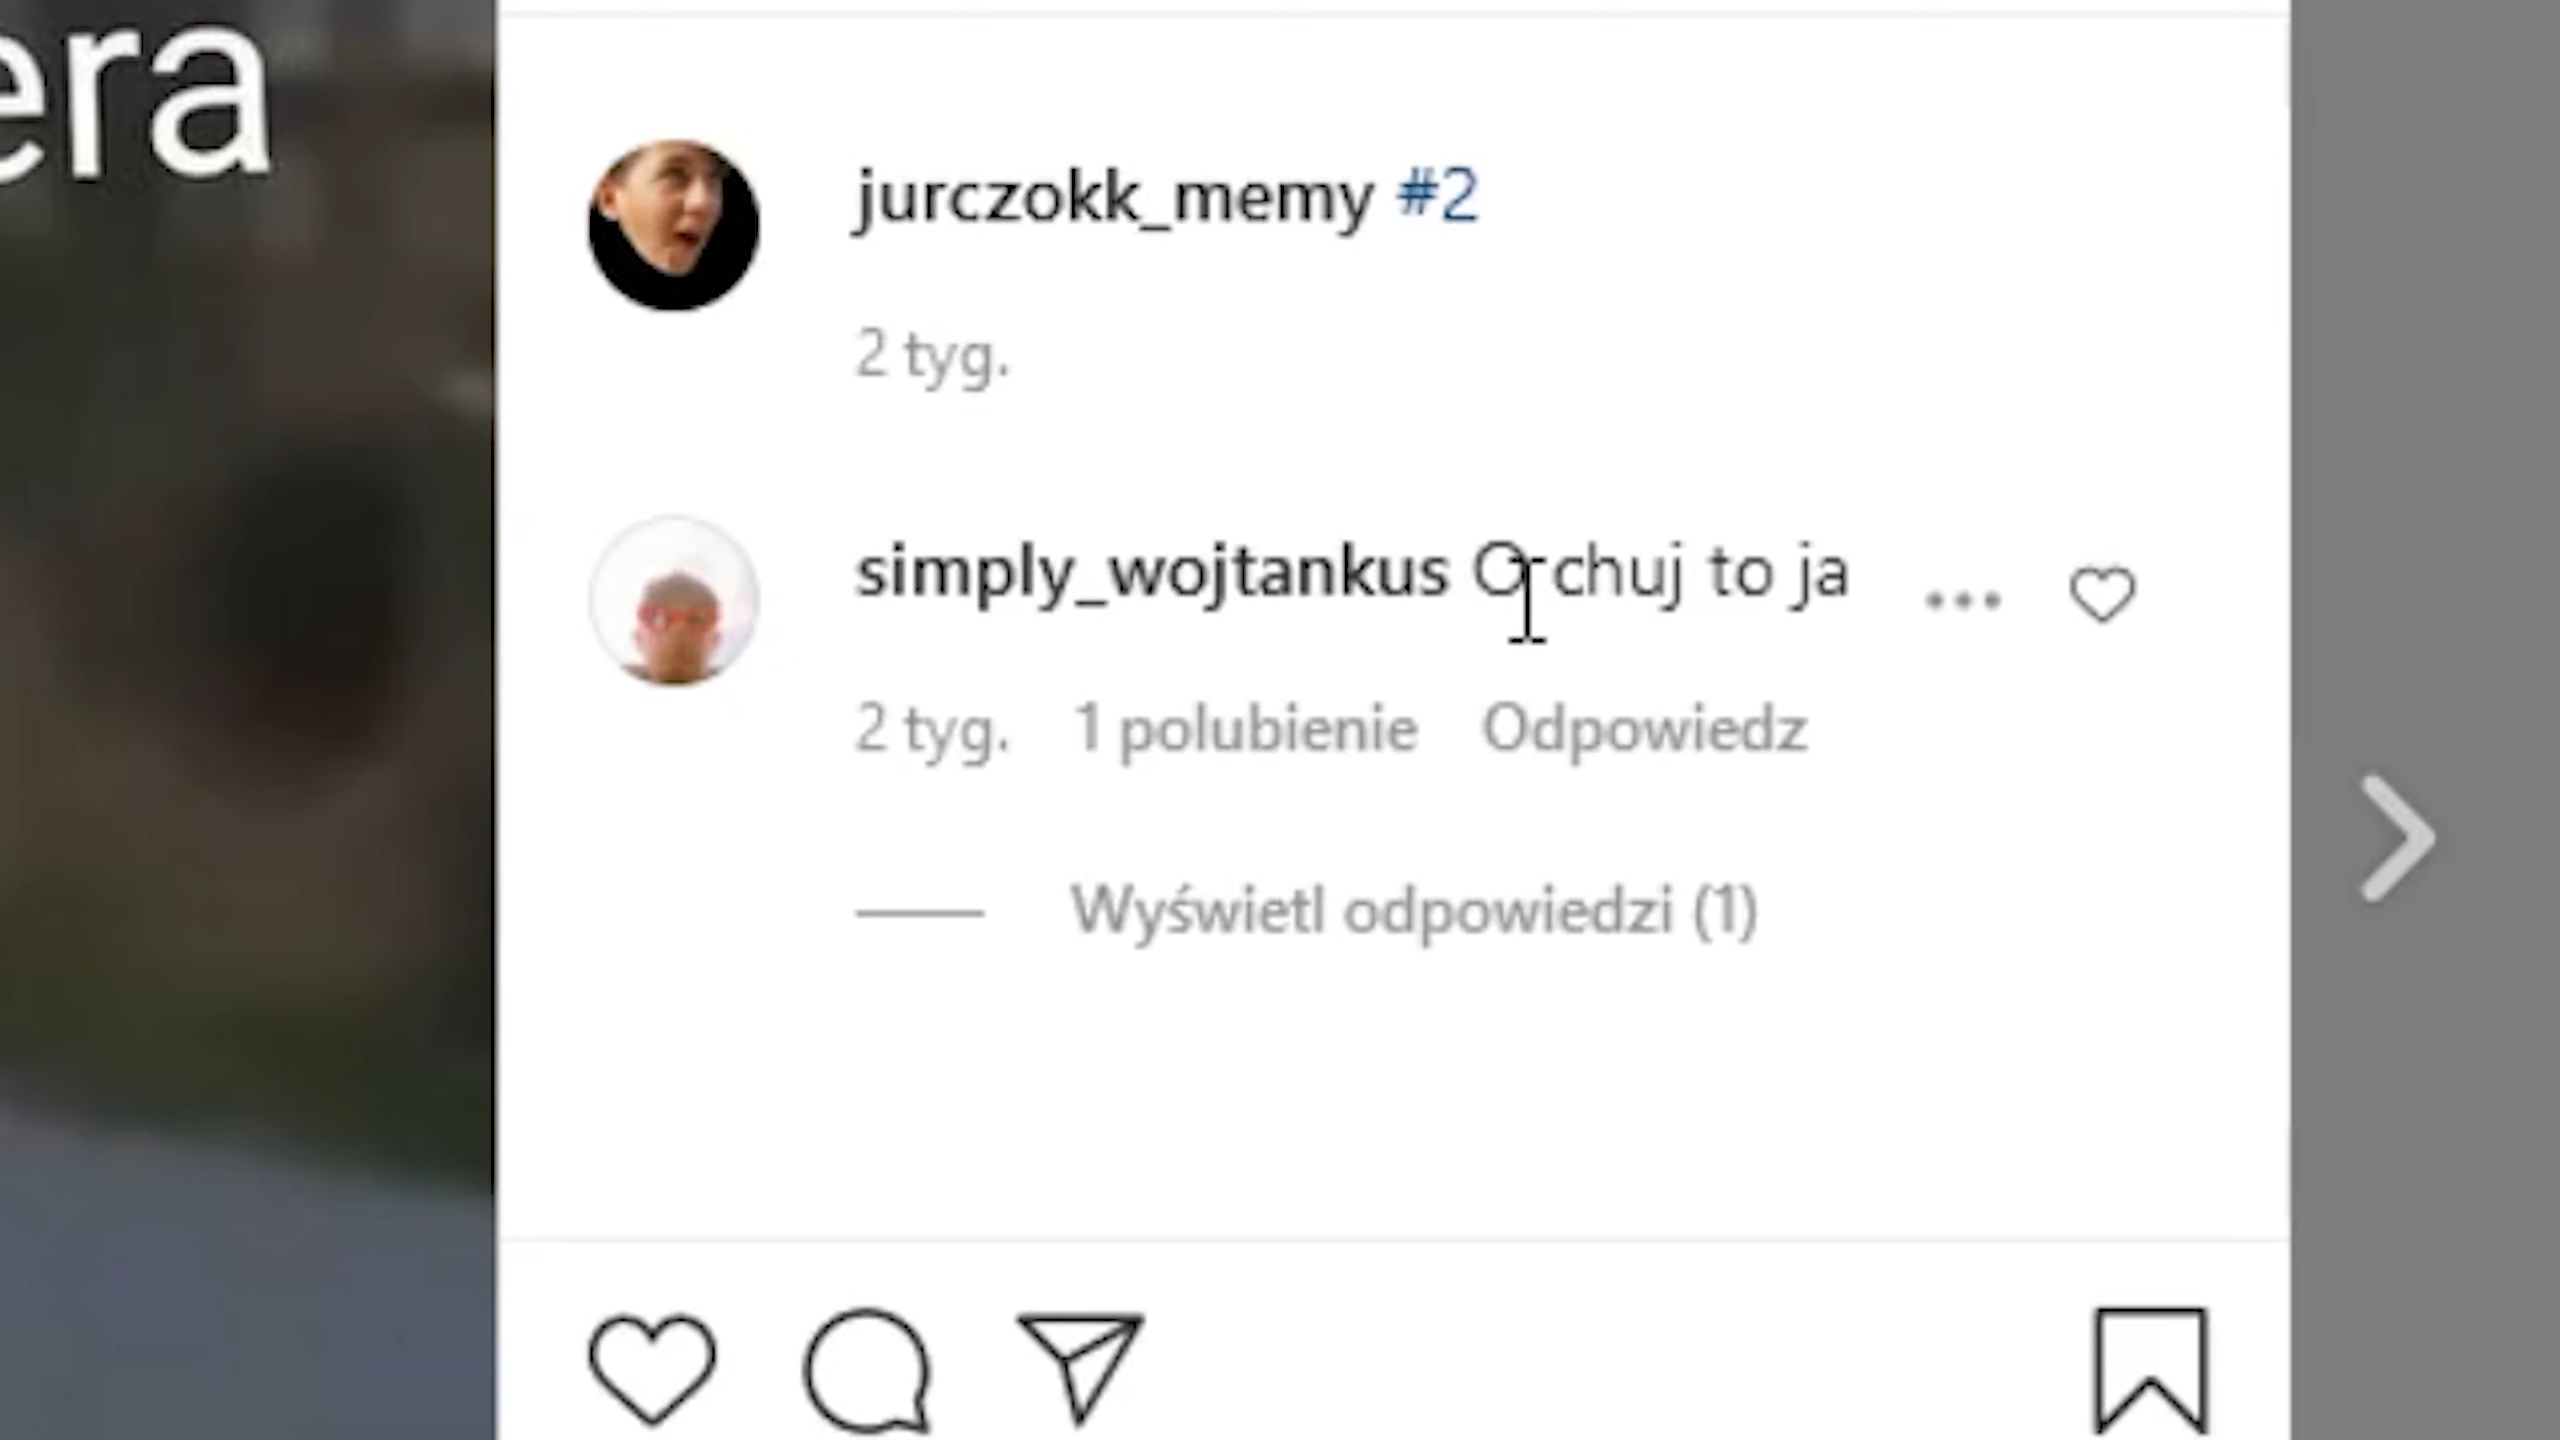 era
jurczokk_memy #2
2 tyg.
simply_wojtankus O chuj to ja
2 tyg. 1 polubienie Odpowiedz
Wyświetl odpowiedzi (1)